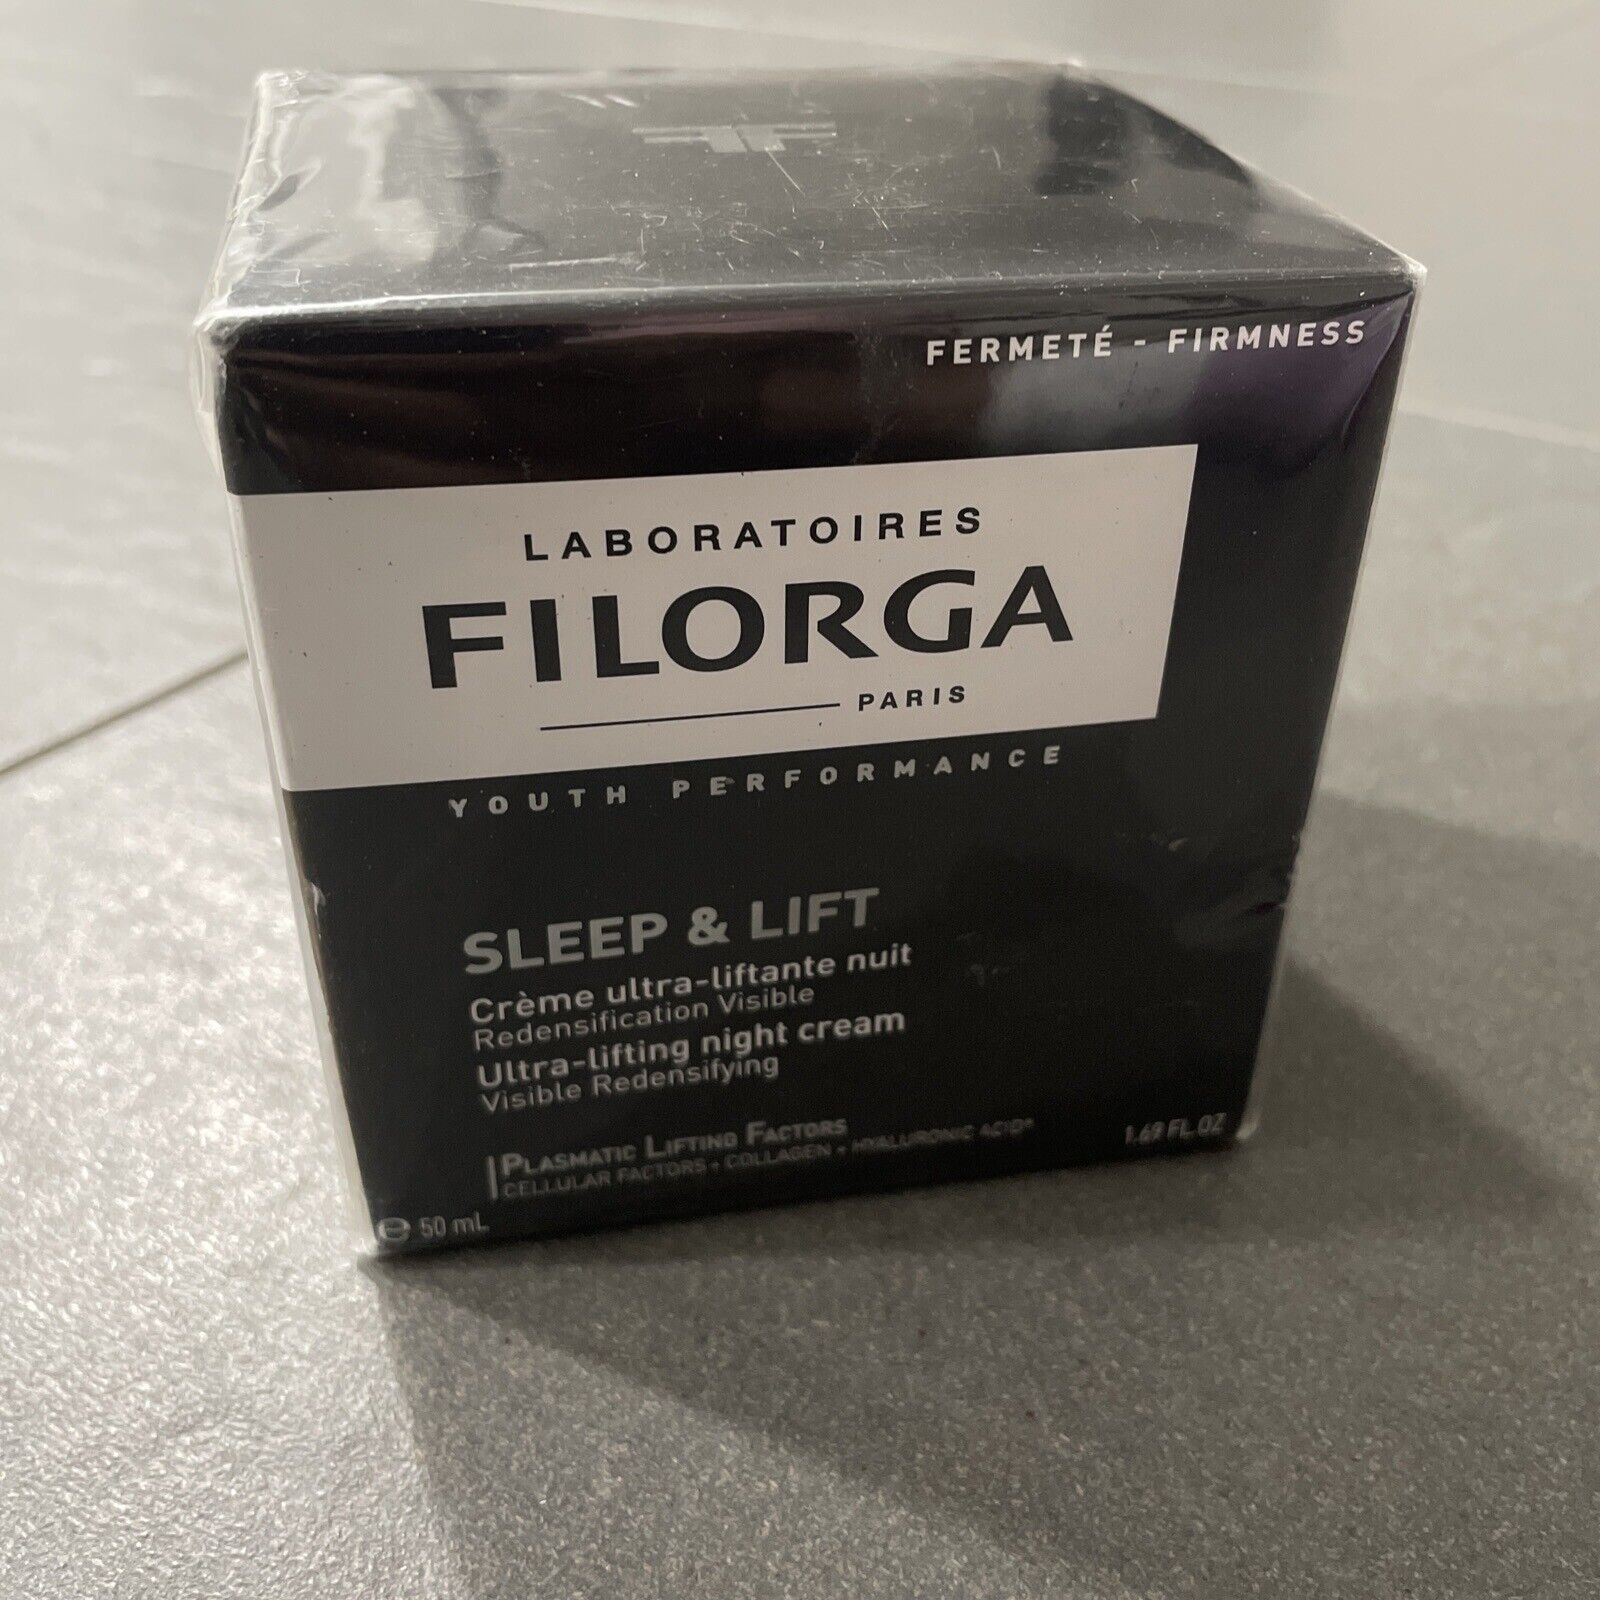 FERMETÉ - FIRMNESS
LABORATOIRES
FILORGA
PARIS
YOUTH PERFORMANCE
SLEEP & LIFT
Crème ultra-liftante nuit
Redensification Visible
Ultra-lifting night cream
Visible Redensifying
PLASMATIC LIFTING FACTORS
CELLULAR FACTORS + COLLAGEN + HYALURONIC ACID*
℮ 50 mL
1.69 FL.OZ